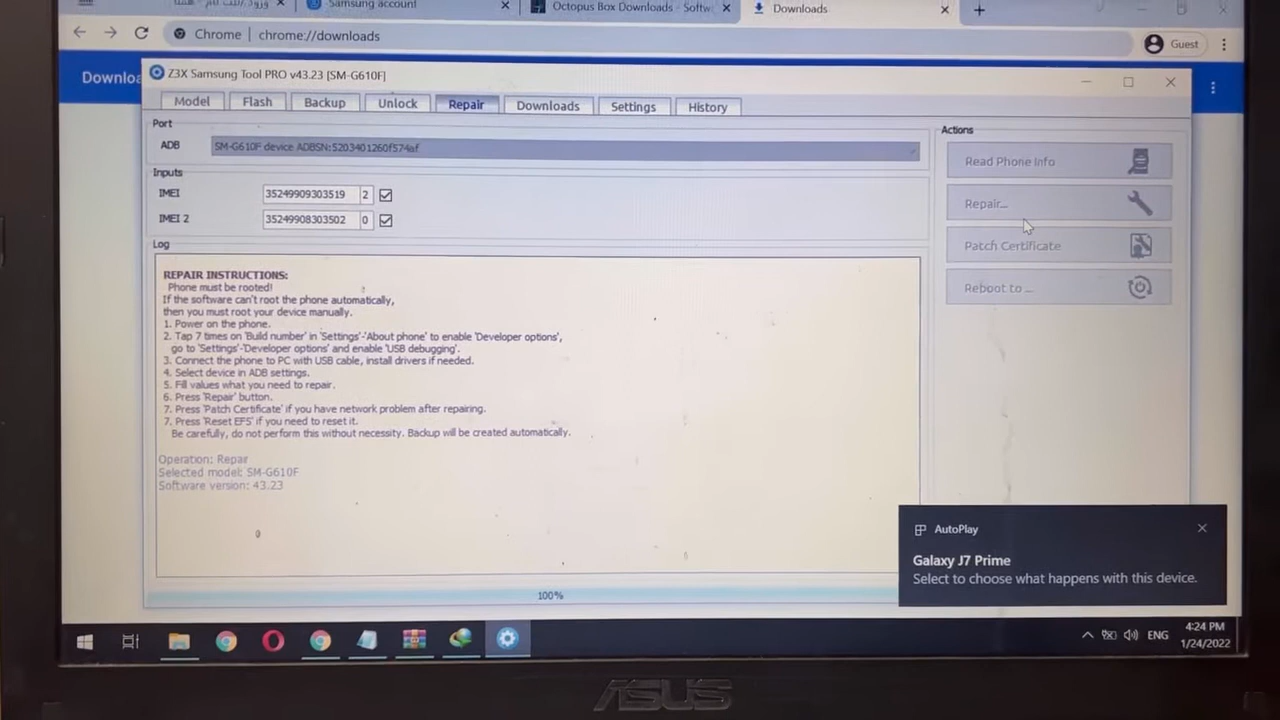 Samsung account
Octopus Box Downloads - Softw
Downloads
Chrome
chrome://downloads
Guest
Downloa
Z3X Samsung Tool PRO v43.23 [SM-G610F]
Model
Flash
Backup
Unlock
Repair
Downloads
Settings
History
Port
ADB
SM-G610F device ADBSN:5203401260f574af
Inputs
IMEI
35249909303519
2
IMEI 2
35249908303502
0
Actions
Read Phone Info
Repair...
Patch Certificate
Reboot to ...
Log
REPAIR INSTRUCTIONS:
Phone must be rooted!
If the software can't root the phone automatically,
then you must root your device manually.
1. Power on the phone.
2. Tap 7 times on 'Build number' in 'Settings'-'About phone' to enable 'Developer options',
go to 'Settings'-'Developer options' and enable 'USB debugging'.
3. Connect the phone to PC with USB cable, install drivers if needed.
4. Select device in ADB settings.
5. Fill values what you need to repair.
6. Press 'Repair' button.
7. Press 'Patch Certificate' if you have network problem after repairing.
7. Press 'Reset EFS' if you need to reset it.
Be carefully, do not perform this without necessity. Backup will be created automatically.
Operation: Repair
Selected model: SM-G610F
Software version: 43.23
100%
AutoPlay
Galaxy J7 Prime
Select to choose what happens with this device.
ENG
4:24 PM
1/24/2022
ASUS